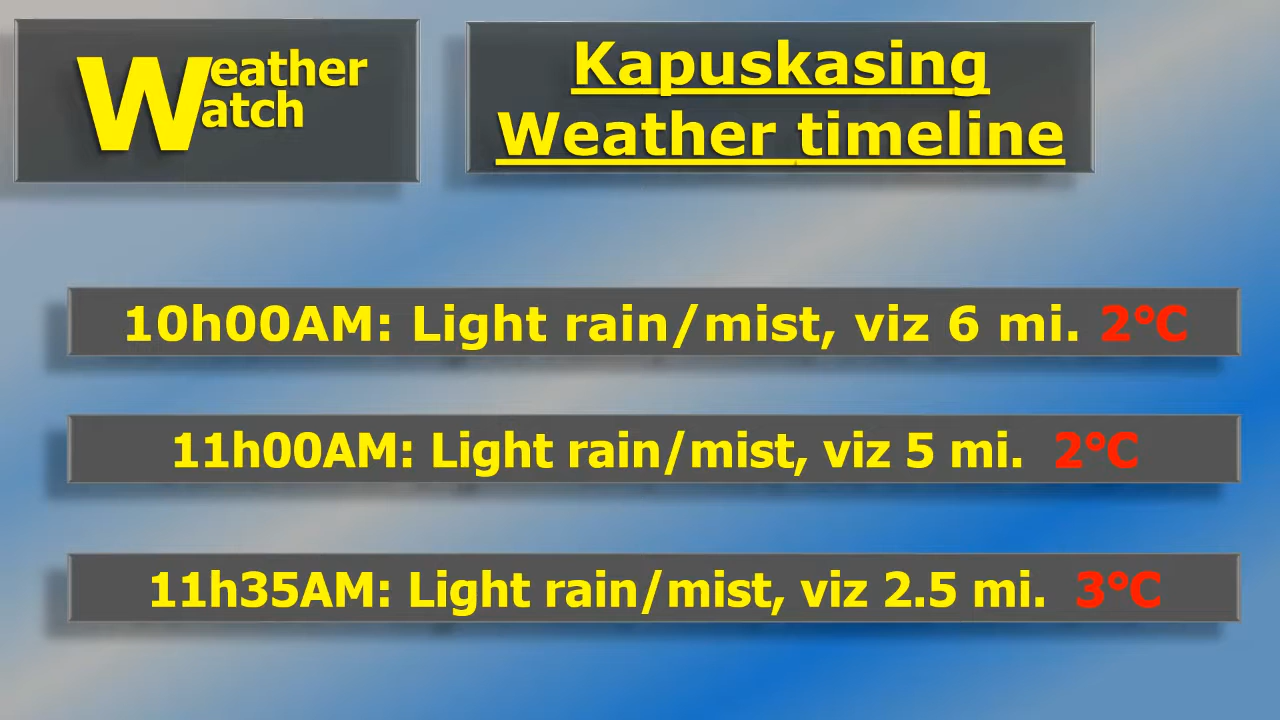 Weather
Watch
Kapuskasing
Weather timeline
10h00AM: Light rain/mist, viz 6 mi. 2°C
11h00AM: Light rain/mist, viz 5 mi. 2°C
11h35AM: Light rain/mist, viz 2.5 mi. 3°C